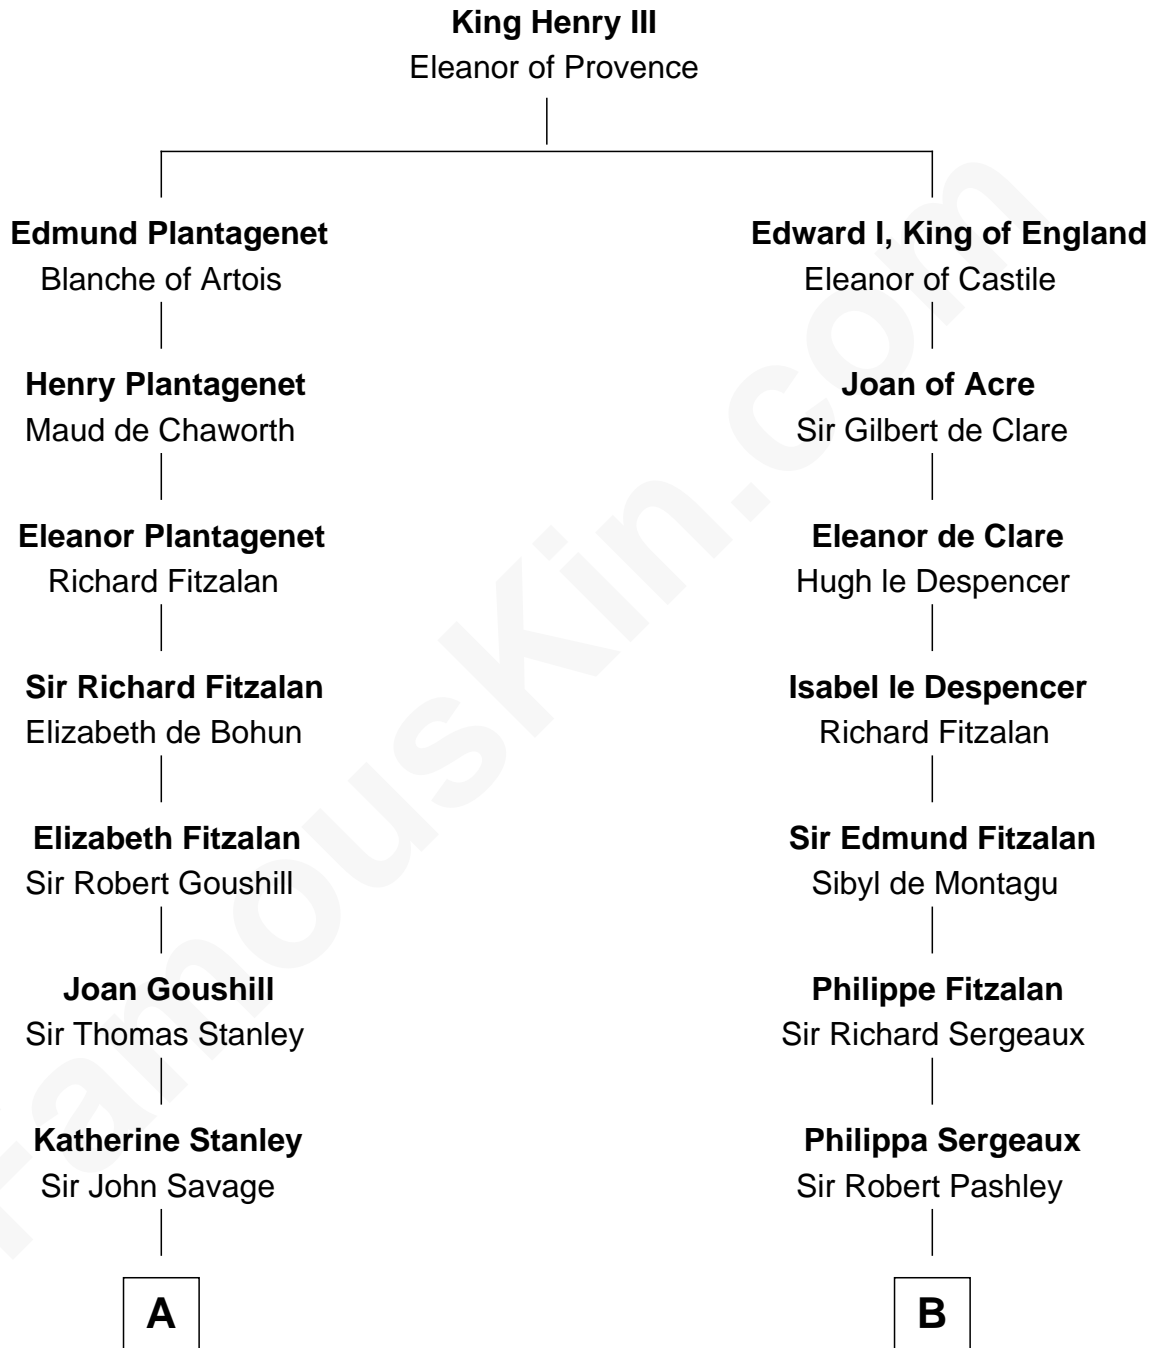 King Henry III
Eleanor of Provence
Edmund Plantagenet
Blanche of Artois
Henry Plantagenet
Maud de Chaworth
Eleanor Plantagenet
Richard Fitzalan
Sir Richard Fitzalan
Elizabeth de Bohun
Elizabeth Fitzalan
Sir Robert Goushill
Joan Goushill
Sir Thomas Stanley
Katherine Stanley
Sir John Savage
A
Edward I, King of England
Eleanor of Castile
Joan of Acre
Sir Gilbert de Clare
Eleanor de Clare
Hugh le Despencer
Isabel le Despencer
Richard Fitzalan
Sir Edmund Fitzalan
Sibyl de Montagu
Philippe Fitzalan
Sir Richard Sergeaux
Philippa Sergeaux
Sir Robert Pashley
B
FamousKin.com